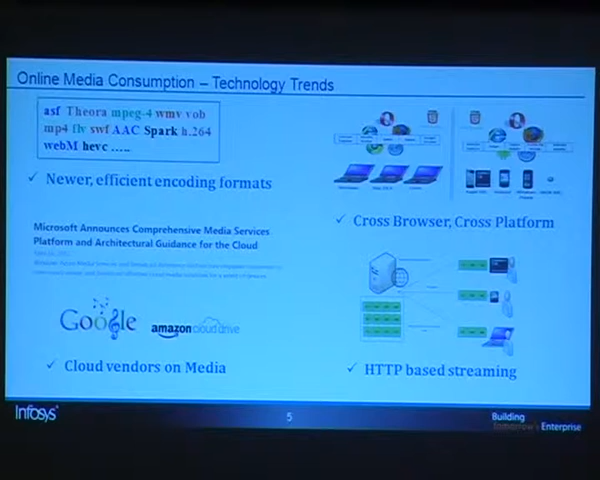 Online Media Consumption – Technology Trends
asf Theora mpeg-4 wmv vob
mp4 flv swf AAC Spark h.264
webM hevc .....
✓ Newer, efficient encoding formats
✓ Cross Browser, Cross Platform
Microsoft Announces Comprehensive Media Services
Platform and Architectural Guidance for the Cloud
Google
amazon cloud drive
✓ Cloud vendors on Media
✓ HTTP based streaming
Infosys
5
Building
Tomorrow's Enterprise